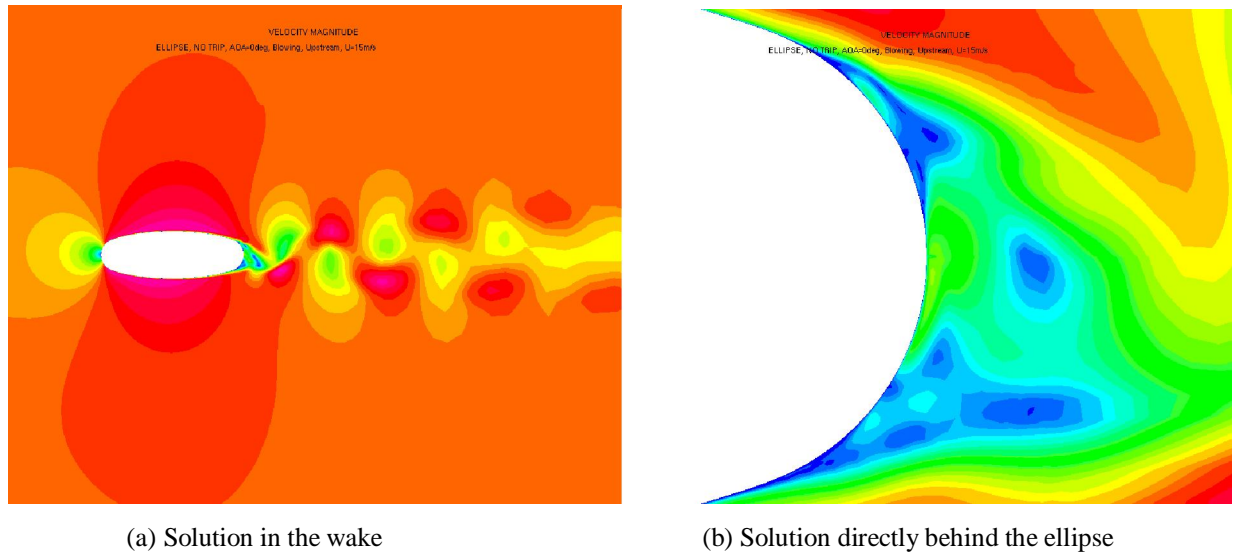 VELOCITY MAGNITUDE
ELLIPSE, NO TRIP, AOA=0deg, Blowing, Upstream, U=15m/s
VELOCITY MAGNITUDE
ELLIPSE, NO TRIP, AOA=0deg, Blowing, Upstream, U=15m/s
(a) Solution in the wake
(b) Solution directly behind the ellipse